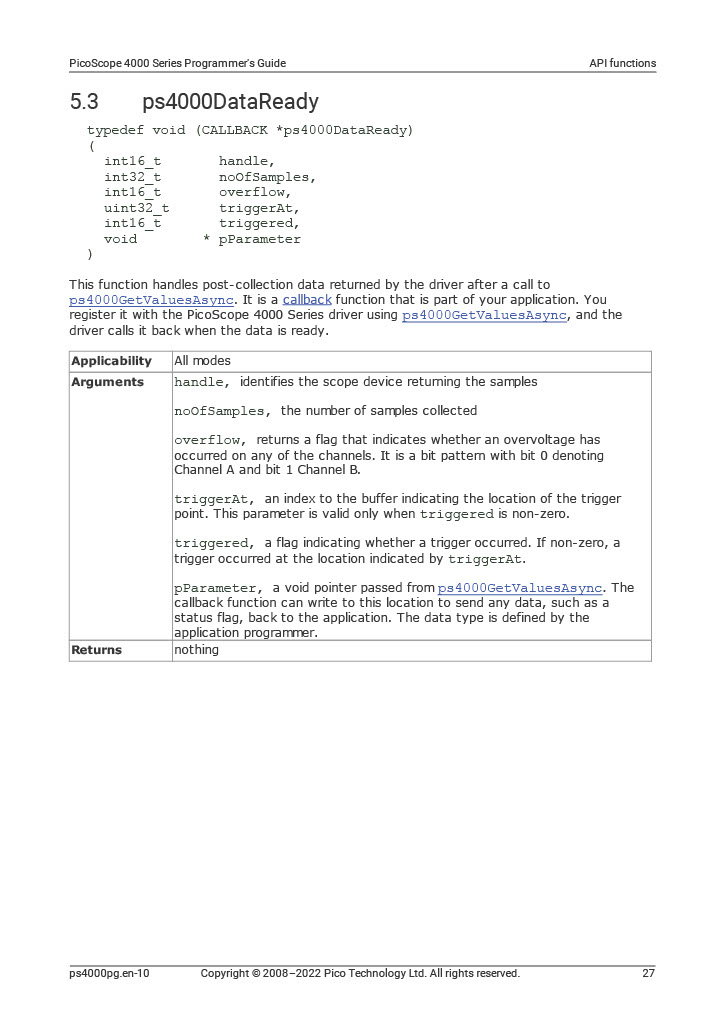 PicoScope 4000 Series Programmer's Guide API functions
5.3 ps4000DataReady
typedef void (CALLBACK *ps4000DataReady)
(
int16_t handle,
int32_t noOfSamples,
int16_t overflow,
uint32_t triggerAt,
int16_t triggered,
void * pParameter
)
This function handles post-collection data returned by the driver after a call to
ps4000GetValuesAsync. It is a callback function that is part of your application. You
register it with the PicoScope 4000 Series driver using ps4000GetValuesAsync, and the
driver calls it back when the data is ready.
Applicability All modes
Arguments handle, identifies the scope device returning the samples
noOfSamples, the number of samples collected
overflow, returns a flag that indicates whether an overvoltage has
occurred on any of the channels. It is a bit pattern with bit 0 denoting
Channel A and bit 1 Channel B.
triggerAt, an index to the buffer indicating the location of the trigger
point. This parameter is valid only when triggered is non-zero.
triggered, a flag indicating whether a trigger occurred. If non-zero, a
trigger occurred at the location indicated by triggerAt.
pParameter, a void pointer passed from ps4000GetValuesAsync. The
callback function can write to this location to send any data, such as a
status flag, back to the application. The data type is defined by the
application programmer.
Returns nothing
ps4000pg.en-10 Copyright © 2008–2022 Pico Technology Ltd. All rights reserved. 27